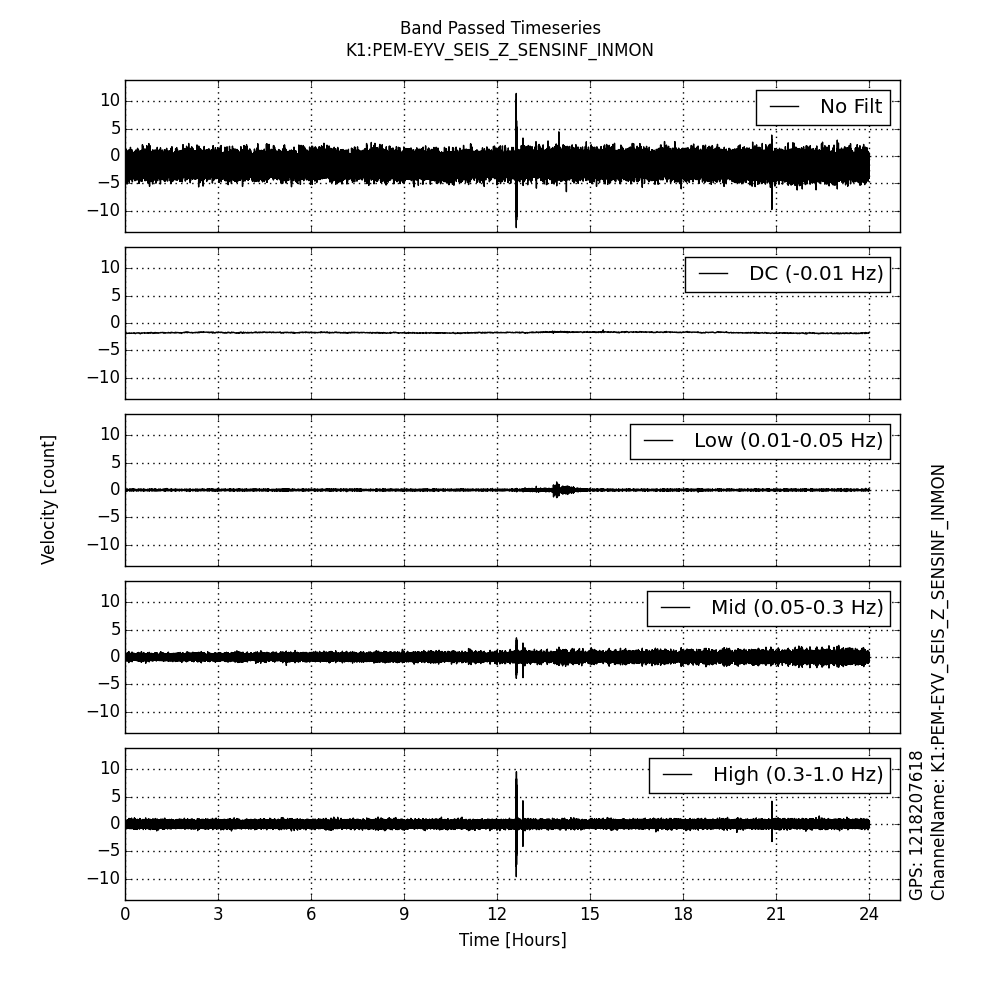 Band Passed Timeseries
K1:PEM-EYV_SEIS_Z_SENSINF_INMON
Velocity [count]
10
5
0
−5
−10
No Filt
10
5
0
−5
−10
DC (-0.01 Hz)
10
5
0
−5
−10
Low (0.01-0.05 Hz)
10
5
0
−5
−10
Mid (0.05-0.3 Hz)
10
5
0
−5
−10
High (0.3-1.0 Hz)
0 3 6 9 12 15 18 21 24
Time [Hours]
GPS: 1218207618
ChannelName: K1:PEM-EYV_SEIS_Z_SENSINF_INMON